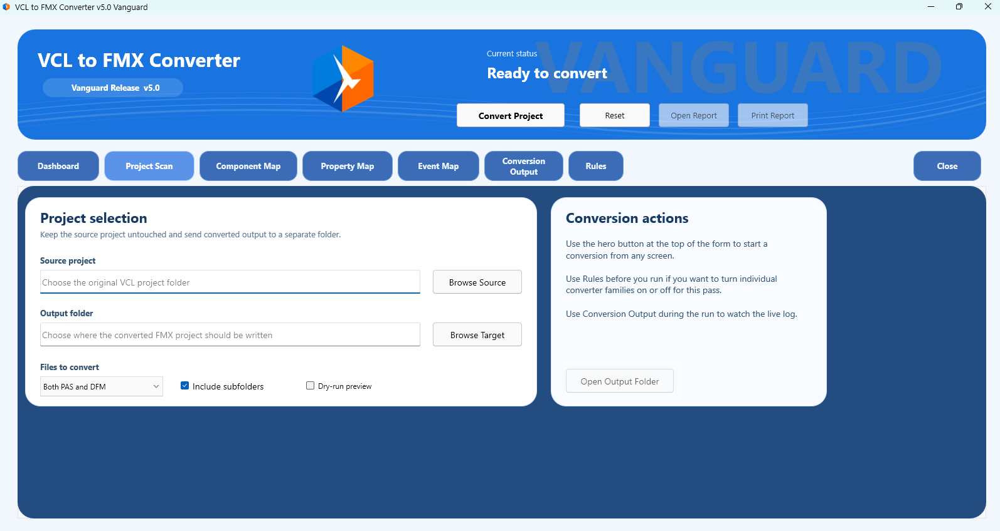 VCL to FMX Converter v5.0 Vanguard
VCL to FMX Converter
Vanguard Release v5.0
VANGUARD
Current status
Ready to convert
Convert Project
Reset
Open Report
Print Report
Dashboard
Project Scan
Component Map
Property Map
Event Map
Conversion
Output
Rules
Close
Project selection
Keep the source project untouched and send converted output to a separate folder.
Source project
Choose the original VCL project folder
Browse Source
Output folder
Choose where the converted FMX project should be written
Browse Target
Files to convert
Both PAS and DFM
Include subfolders
Dry-run preview
Conversion actions
Use the hero button at the top of the form to start a
conversion from any screen.
Use Rules before you run if you want to turn individual
converter families on or off for this pass.
Use Conversion Output during the run to watch the live log.
Open Output Folder